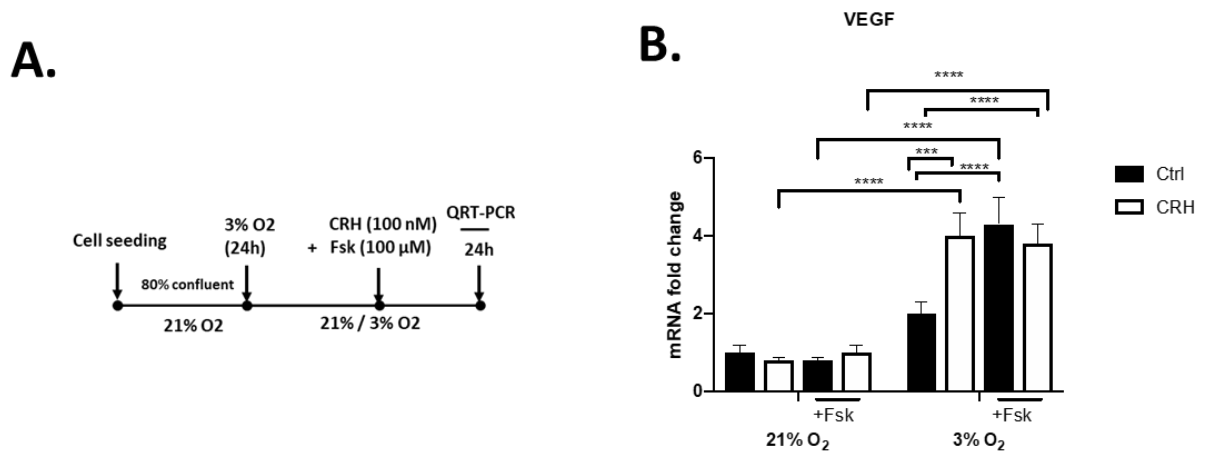 A.
Cell seeding
80% confluent
21% O2
3% O2
(24h)
CRH (100 nM)
+ Fsk (100 µM)
21% / 3% O2
QRT-PCR
24h
B.
VEGF
****
****
****
***
****
****
mRNA fold change
6
4
2
0
+Fsk
+Fsk
21% O₂
3% O₂
Ctrl
CRH